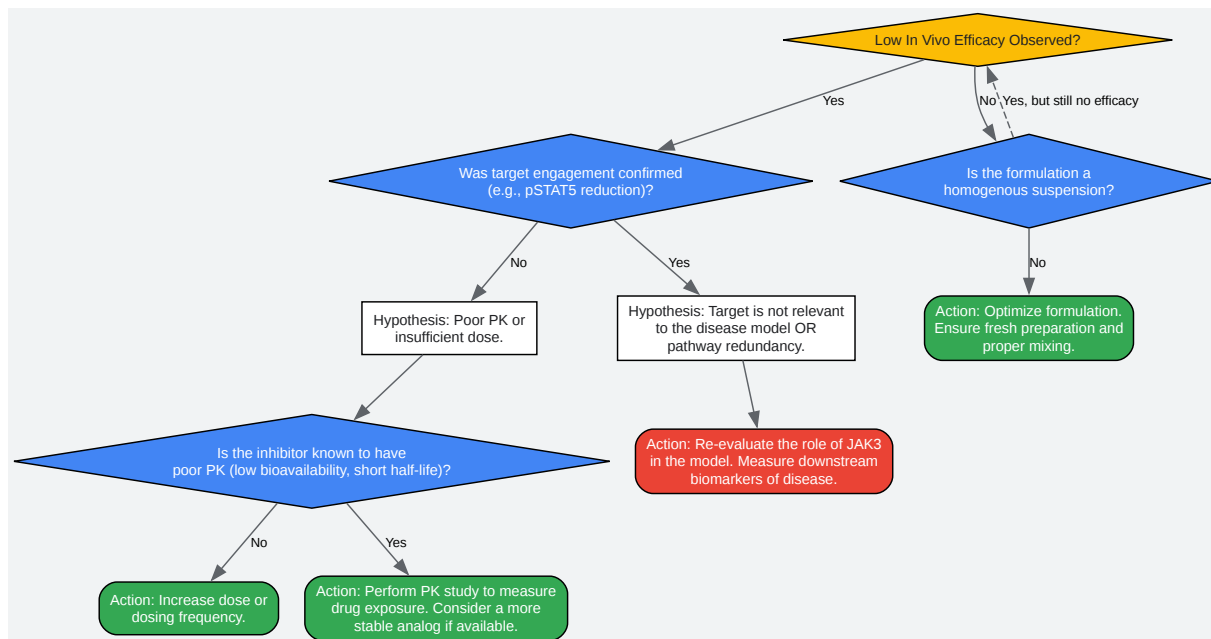 Low In Vivo Efficacy Observed?
Yes
No
Yes, but still no efficacy
Was target engagement confirmed
(e.g., pSTAT5 reduction)?
Is the formulation a
homogenous suspension?
No
Yes
No
Hypothesis: Poor PK or
insufficient dose.
Hypothesis: Target is not relevant
to the disease model OR
pathway redundancy.
Action: Optimize formulation.
Ensure fresh preparation and
proper mixing.
Is the inhibitor known to have
poor PK (low bioavailability, short half-life)?
Action: Re-evaluate the role of JAK3
in the model. Measure downstream
biomarkers of disease.
No
Yes
Action: Increase dose or
dosing frequency.
Action: Perform PK study to measure
drug exposure. Consider a more
stable analog if available.